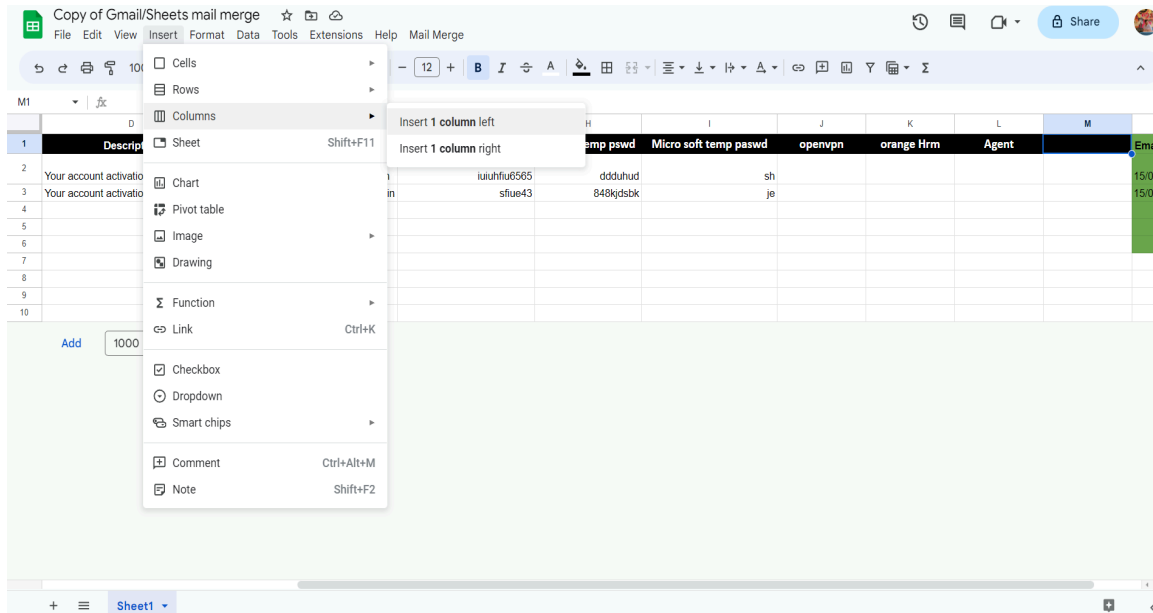 Copy of Gmail/Sheets mail merge
File Edit View Insert Format Data Tools Extensions Help Mail Merge
Share
100
12
B I A
M1
fx
D H I J K L M
1 Descript emp pswd Micro soft temp paswd openvpn orange Hrm Agent Ema
2 Your account activatio iuiuhfiu6565 ddduhud sh 15/0
3 Your account activatio in sfiue43 848kjdsbk je 15/0
4
5
6
7
8
9
10
Add 1000
Cells
Rows
Columns
Sheet Shift+F11
Chart
Pivot table
Image
Drawing
Function
Link Ctrl+K
Checkbox
Dropdown
Smart chips
Comment Ctrl+Alt+M
Note Shift+F2
Insert 1 column left
Insert 1 column right
Sheet1